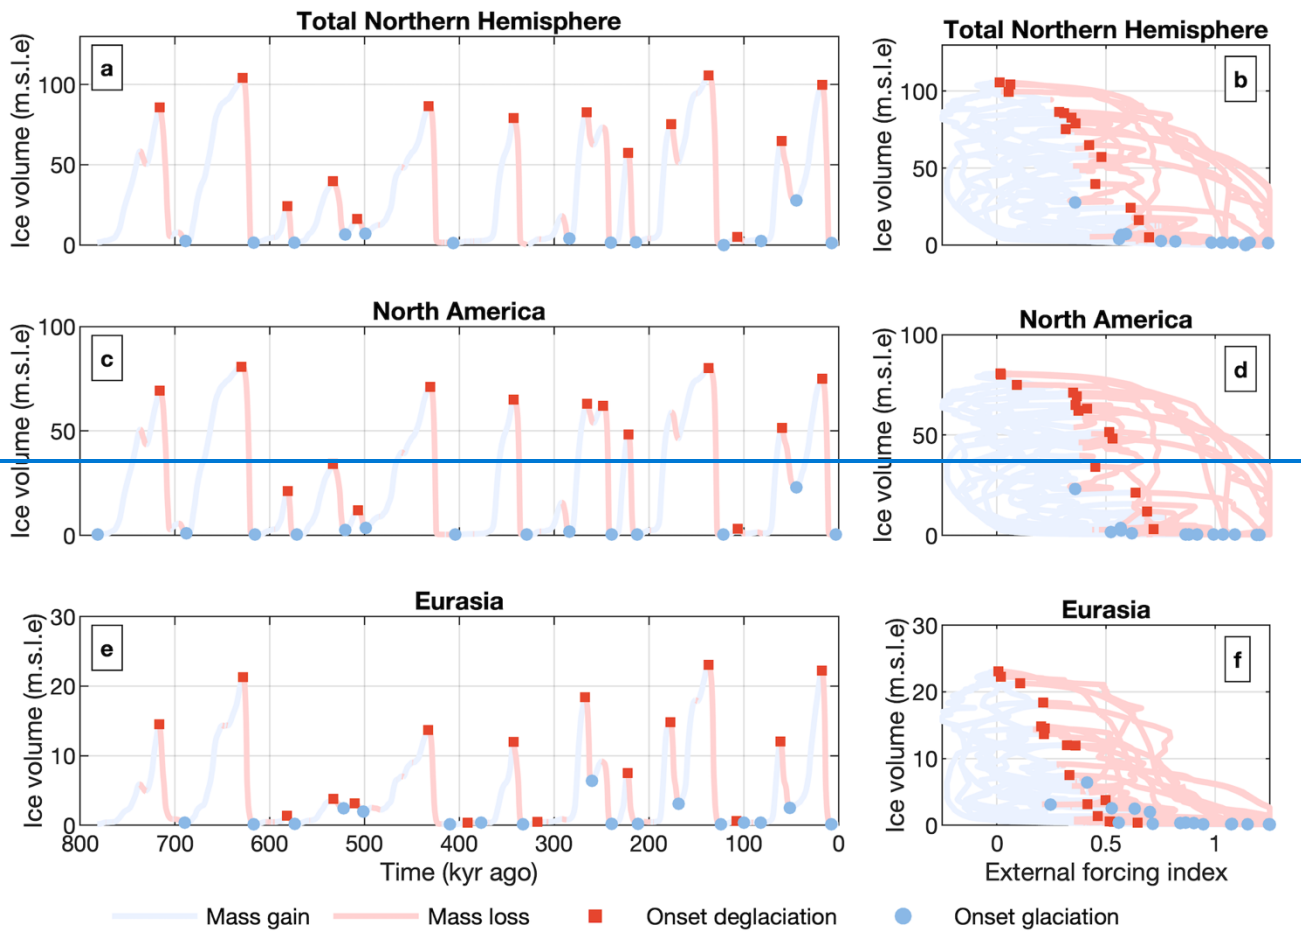 Total Northern Hemisphere
a
Ice volume (m.s.l.e)
100
50
0
Total Northern Hemisphere
b
Ice volume (m.s.l.e)
100
50
0
North America
c
Ice volume (m.s.l.e)
100
50
0
North America
d
Ice volume (m.s.l.e)
100
50
0
Eurasia
e
Ice volume (m.s.l.e)
30
20
10
0
800 700 600 500 400 300 200 100 0
Time (kyr ago)
Eurasia
f
Ice volume (m.s.l.e)
30
20
10
0
0 0.5 1
External forcing index
Mass gain Mass loss Onset deglaciation Onset glaciation